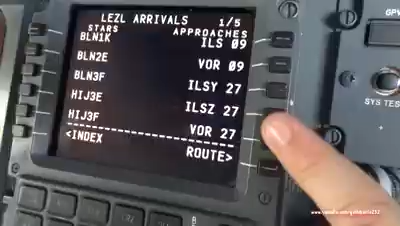 LEZL ARRIVALS 1/5
STARS APPROACHES
BLN1K ILS 09
BLN2E VOR 09
BLN3F ILSY 27
HIJ3E ILSZ 27
HIJ3F VOR 27
<INDEX ROUTE>
GPW
SYS TES